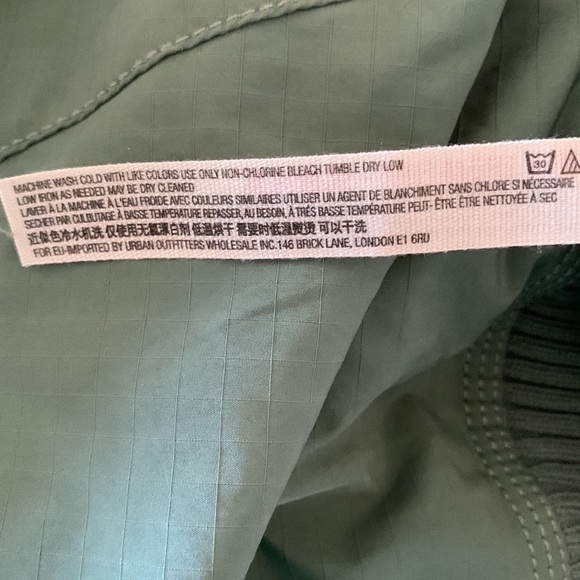 MACHINE WASH COLD WITH LIKE COLORS USE ONLY NON-CHLORINE BLEACH TUMBLE DRY LOW
LOW IRON AS NEEDED MAY BE DRY CLEANED
LAVER À LA MACHINE À L'EAU FROIDE AVEC COULEURS SIMILAIRES UTILISER UN AGENT DE BLANCHIMENT SANS CHLORE SI NÉCESSAIRE
SECHER PAR CULBUTAGE À BASSE TEMPÉRATURE REPASSER, AU BESOIN, À TRÈS BASSE TEMPÉRATURE PEUT- ÊTRE ÊTRE NETTOYÉE À SEC
近似色冷水机洗 仅使用无氯漂白剂 低温烘干 需要时低温熨烫 可以干洗
FOR EU-IMPORTED BY URBAN OUTFITTERS WHOLESALE INC.146 BRICK LANE, LONDON E1 6RU
30